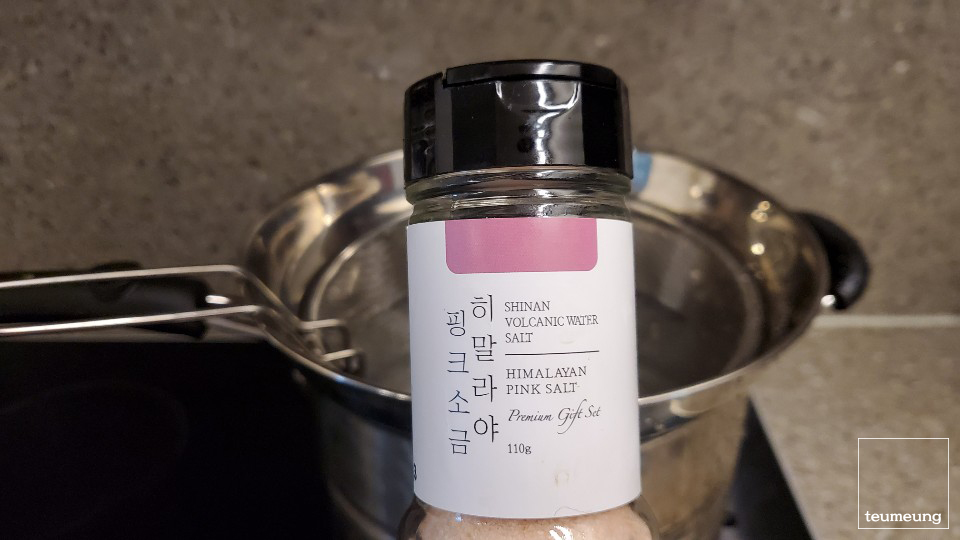 히말라야
핑크소금
SHINAN
VOLCANIC WATER
SALT
HIMALAYAN
PINK SALT
Premium Gift Set
110g
teumeung